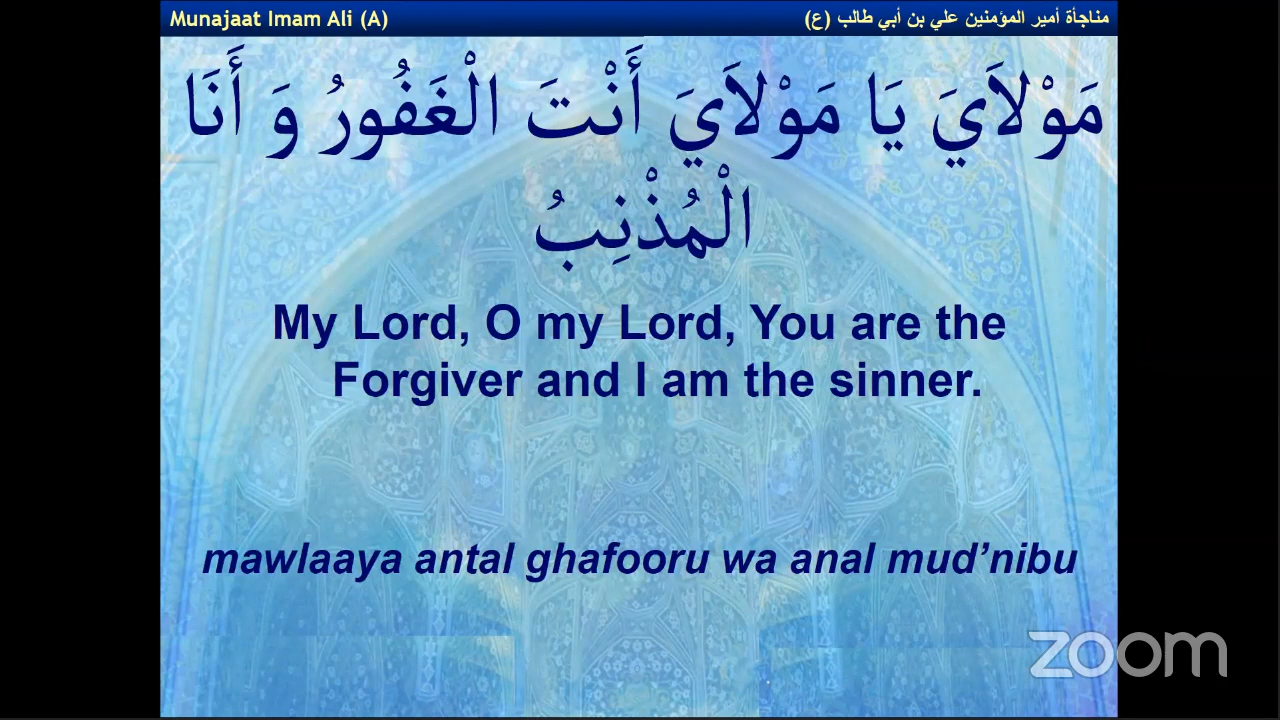 Munajaat Imam Ali (A)
مناجأة أمير المؤمنين علي بن أبي طالب (ع)
مَوْلاَيَ يَا مَوْلاَيَ أَنْتَ الْغَفُورُ وَ أَنَا
الْمُذْنِبُ
My Lord, O my Lord, You are the
Forgiver and I am the sinner.
mawlaaya antal ghafooru wa anal mud’nibu
zoom